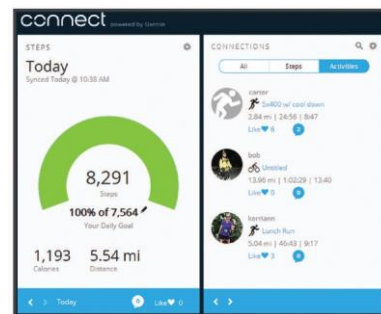 connect powered by Garmin
STEPS
Today
Synced Today @ 10:38 AM
8,291
Steps
100% of 7,564
Your Daily Goal
1,193
Calories
5.54 mi
Distance
Today
0
Like 0
CONNECTIONS
All
Steps
Activities
carter
5x400 w/ cool down
2.84 mi | 24:56 | 8:47
Like 6
2
bob
Untitled
13.96 mi | 1:02:29 | 13.40
Like 0
0
kerriann
Lunch Run
5.04 mi | 46:43 | 9:17
Like 3
0